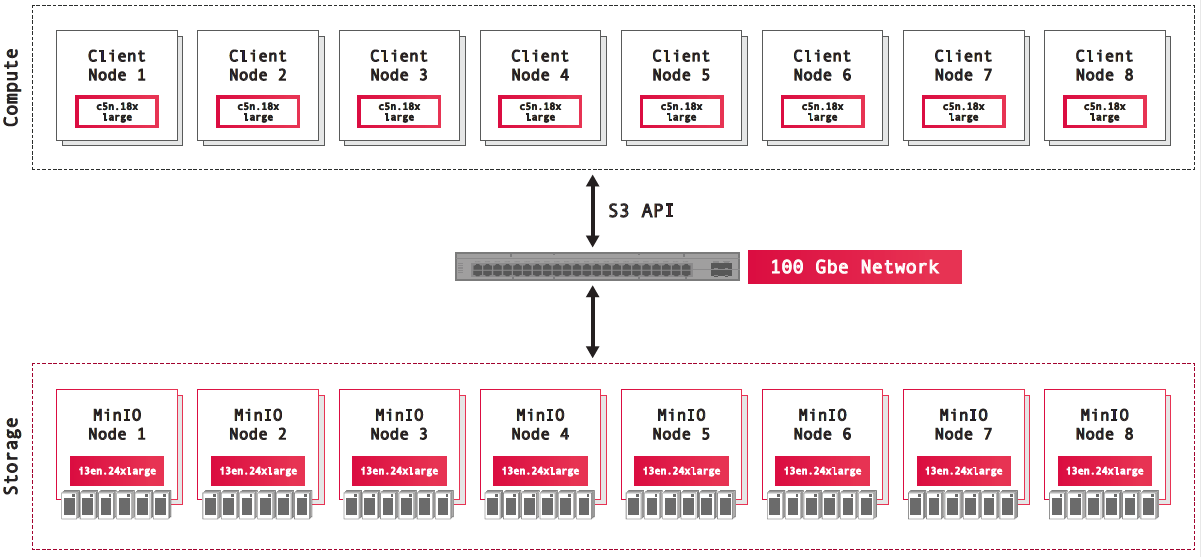 Compute
Client
Node 1
c5n.18x
large
Client
Node 2
c5n.18x
large
Client
Node 3
c5n.18x
large
Client
Node 4
c5n.18x
large
Client
Node 5
c5n.18x
large
Client
Node 6
c5n.18x
large
Client
Node 7
c5n.18x
large
Client
Node 8
c5n.18x
large
S3 API
100 Gbe Network
Storage
MinIO
Node 1
i3en.24xlarge
MinIO
Node 2
i3en.24xlarge
MinIO
Node 3
i3en.24xlarge
MinIO
Node 4
i3en.24xlarge
MinIO
Node 5
i3en.24xlarge
MinIO
Node 6
i3en.24xlarge
MinIO
Node 7
i3en.24xlarge
MinIO
Node 8
i3en.24xlarge